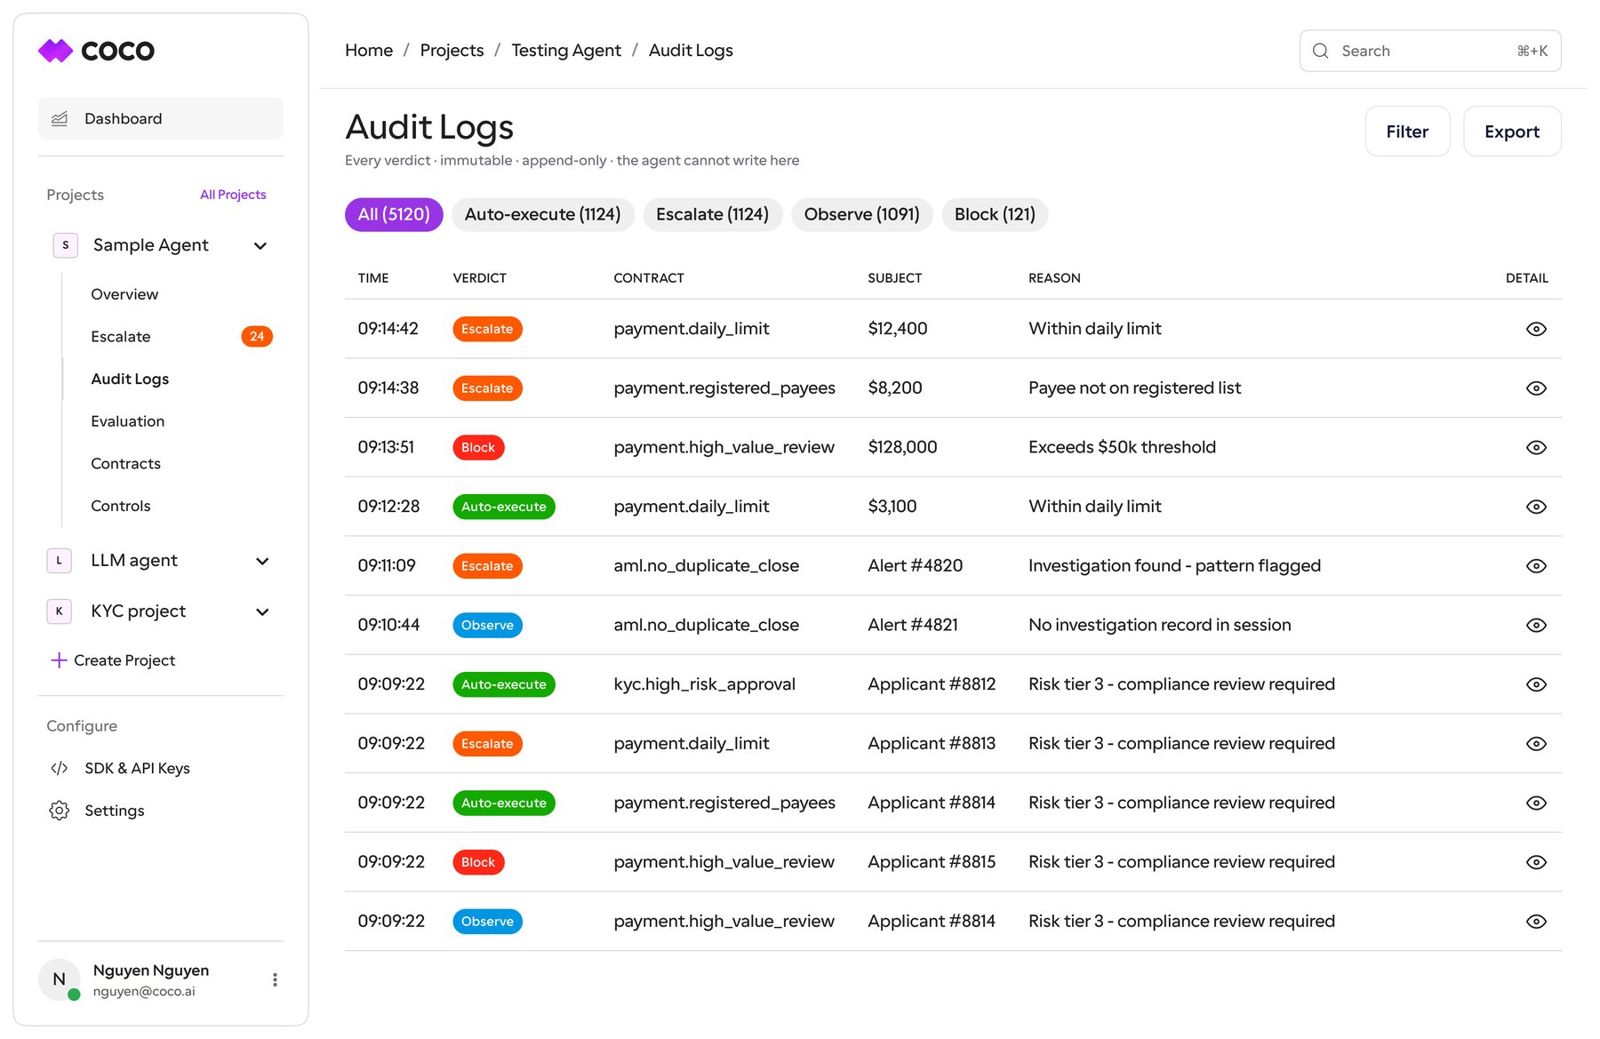 coco
Dashboard
Projects All Projects
S Sample Agent
Overview
Escalate 24
Audit Logs
Evaluation
Contracts
Controls
L LLM agent
K KYC project
Create Project
Configure
SDK & API Keys
Settings
N Nguyen Nguyen
nguyen@coco.ai
Home / Projects / Testing Agent / Audit Logs
Search ⌘+K
Audit Logs
Every verdict · immutable · append-only · the agent cannot write here
Filter Export
All (5120) Auto-execute (1124) Escalate (1124) Observe (1091) Block (121)
TIME VERDICT CONTRACT SUBJECT REASON DETAIL
09:14:42 Escalate payment.daily_limit $12,400 Within daily limit
09:14:38 Escalate payment.registered_payees $8,200 Payee not on registered list
09:13:51 Block payment.high_value_review $128,000 Exceeds $50k threshold
09:12:28 Auto-execute payment.daily_limit $3,100 Within daily limit
09:11:09 Escalate aml.no_duplicate_close Alert #4820 Investigation found - pattern flagged
09:10:44 Observe aml.no_duplicate_close Alert #4821 No investigation record in session
09:09:22 Auto-execute kyc.high_risk_approval Applicant #8812 Risk tier 3 - compliance review required
09:09:22 Escalate payment.daily_limit Applicant #8813 Risk tier 3 - compliance review required
09:09:22 Auto-execute payment.registered_payees Applicant #8814 Risk tier 3 - compliance review required
09:09:22 Block payment.high_value_review Applicant #8815 Risk tier 3 - compliance review required
09:09:22 Observe payment.high_value_review Applicant #8814 Risk tier 3 - compliance review required